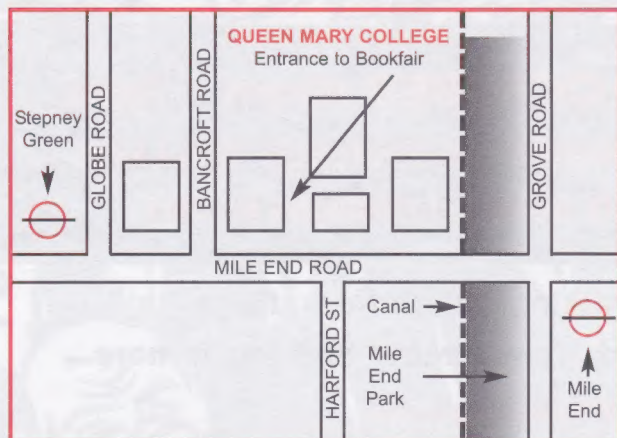 QUEEN MARY COLLEGE
Entrance to Bookfair
Stepney
Green
GLOBE ROAD
BANCROFT ROAD
GROVE ROAD
MILE END ROAD
HARFORD ST
Canal
Mile
End
Park
Mile
End